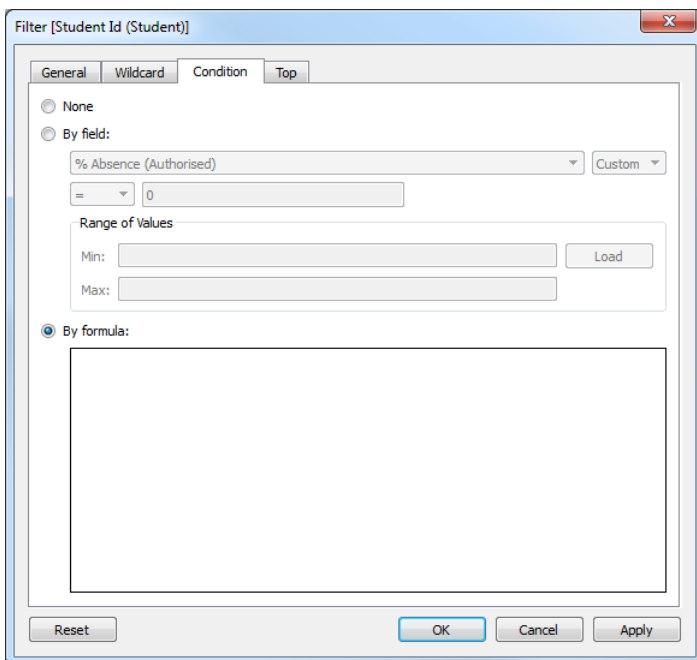 Filter [Student Id (Student)]
X
General Wildcard Condition Top
None
By field:
% Absence (Authorised) Custom
= 0
Range of Values
Min: Load
Max:
By formula:
Reset OK Cancel Apply